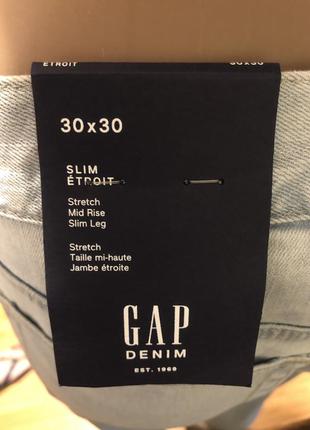 ÉTROIT
30x30
30x30
SLIM
ÉTROIT
Stretch
Mid Rise
Slim Leg
Stretch
Taille mi-haute
Jambe étroite
GAP
DENIM
EST. 1969